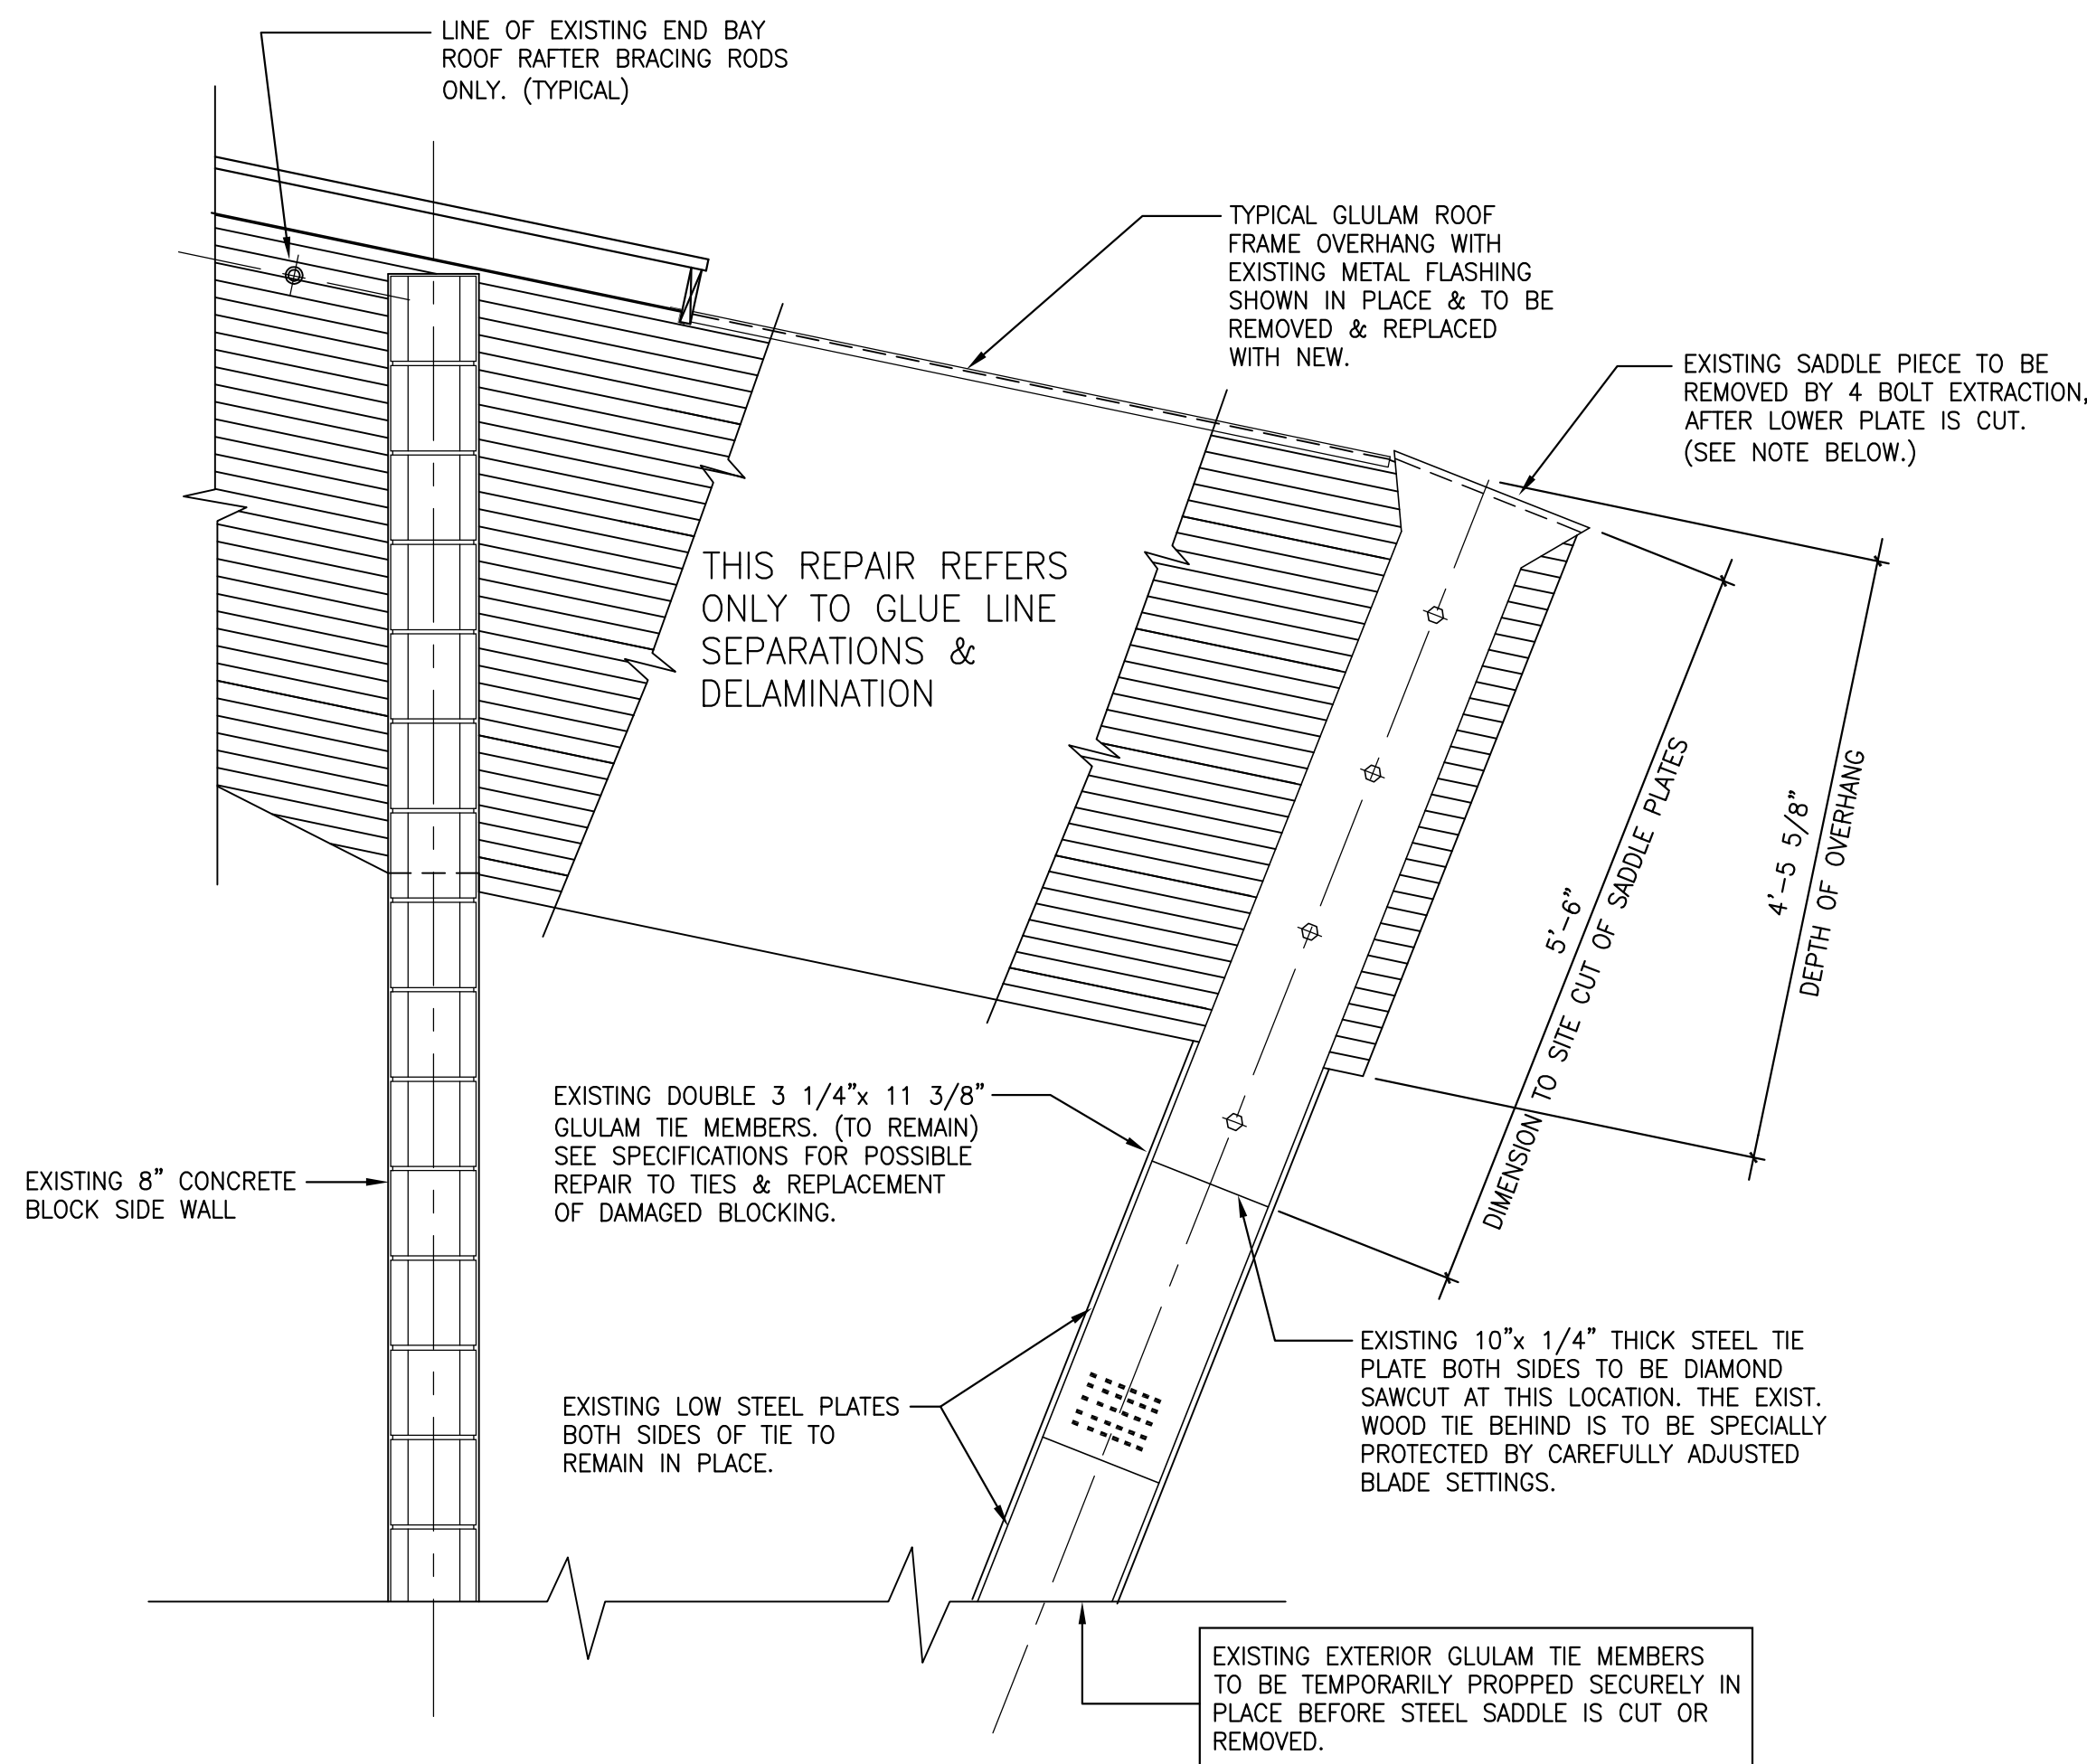 LINE OF EXISTING END BAY
ROOF RAFTER BRACING RODS
ONLY. (TYPICAL)
TYPICAL GLULAM ROOF
FRAME OVERHANG WITH
EXISTING METAL FLASHING
SHOWN IN PLACE & TO BE
REMOVED & REPLACED
WITH NEW.
EXISTING SADDLE PIECE TO BE
REMOVED BY 4 BOLT EXTRACTION,
AFTER LOWER PLATE IS CUT.
(SEE NOTE BELOW.)
THIS REPAIR REFERS
ONLY TO GLUE LINE
SEPARATIONS &
DELAMINATION
5'-6"
DIMENSION TO SITE CUT OF SADDLE PLATES
4'-5 5/8"
DEPTH OF OVERHANG
EXISTING DOUBLE 3 1/4"x 11 3/8"
GLULAM TIE MEMBERS. (TO REMAIN)
SEE SPECIFICATIONS FOR POSSIBLE
REPAIR TO TIES & REPLACEMENT
OF DAMAGED BLOCKING.
EXISTING 8" CONCRETE
BLOCK SIDE WALL
EXISTING 10"x 1/4" THICK STEEL TIE
PLATE BOTH SIDES TO BE DIAMOND
SAWCUT AT THIS LOCATION. THE EXIST.
WOOD TIE BEHIND IS TO BE SPECIALLY
PROTECTED BY CAREFULLY ADJUSTED
BLADE SETTINGS.
EXISTING LOW STEEL PLATES
BOTH SIDES OF TIE TO
REMAIN IN PLACE.
EXISTING EXTERIOR GLULAM TIE MEMBERS
TO BE TEMPORARILY PROPPED SECURELY IN
PLACE BEFORE STEEL SADDLE IS CUT OR
REMOVED.